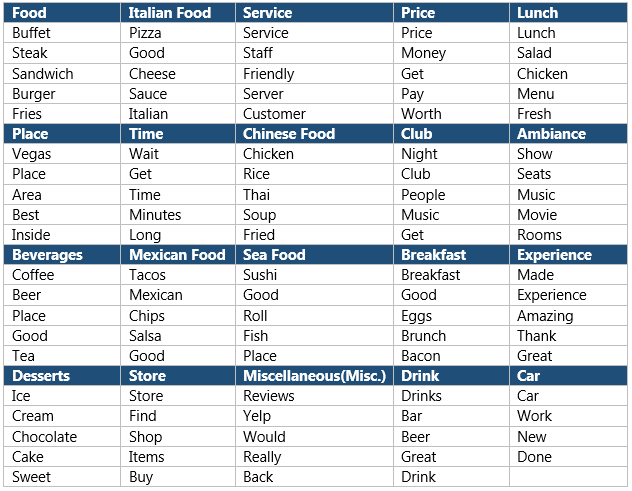 Food Italian Food Service Price Lunch
Buffet Pizza Service Price Lunch
Steak Good Staff Money Salad
Sandwich Cheese Friendly Get Chicken
Burger Sauce Server Pay Menu
Fries Italian Customer Worth Fresh
Place Time Chinese Food Club Ambiance
Vegas Wait Chicken Night Show
Place Get Rice Club Seats
Area Time Thai People Music
Best Minutes Soup Music Movie
Inside Long Fried Get Rooms
Beverages Mexican Food Sea Food Breakfast Experience
Coffee Tacos Sushi Breakfast Made
Beer Mexican Good Good Experience
Place Chips Roll Eggs Amazing
Good Salsa Fish Brunch Thank
Tea Good Place Bacon Great
Desserts Store Miscellaneous(Misc.) Drink Car
Ice Store Reviews Drinks Car
Cream Find Yelp Bar Work
Chocolate Shop Would Beer New
Cake Items Really Great Done
Sweet Buy Back Drink